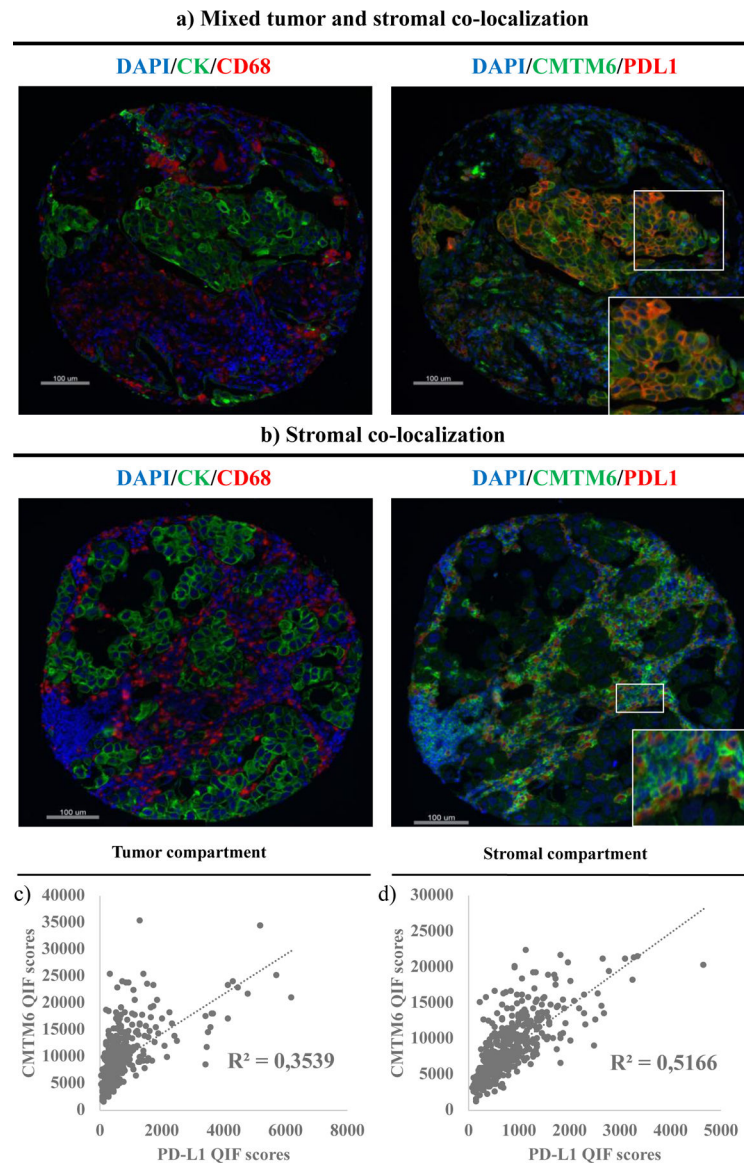 a) Mixed tumor and stromal co-localization
DAPI/CK/CD68
DAPI/CMTM6/PDL1
100 um
100 um
b) Stromal co-localization
DAPI/CK/CD68
DAPI/CMTM6/PDL1
100 um
100 um
Tumor compartment
Stromal compartment
c)
CMTM6 QIF scores
40000
35000
30000
25000
20000
15000
10000
5000
0
R² = 0,3539
0 2000 4000 6000 8000
PD-L1 QIF scores
d)
CMTM6 QIF scores
30000
25000
20000
15000
10000
5000
0
R² = 0,5166
0 1000 2000 3000 4000 5000
PD-L1 QIF scores